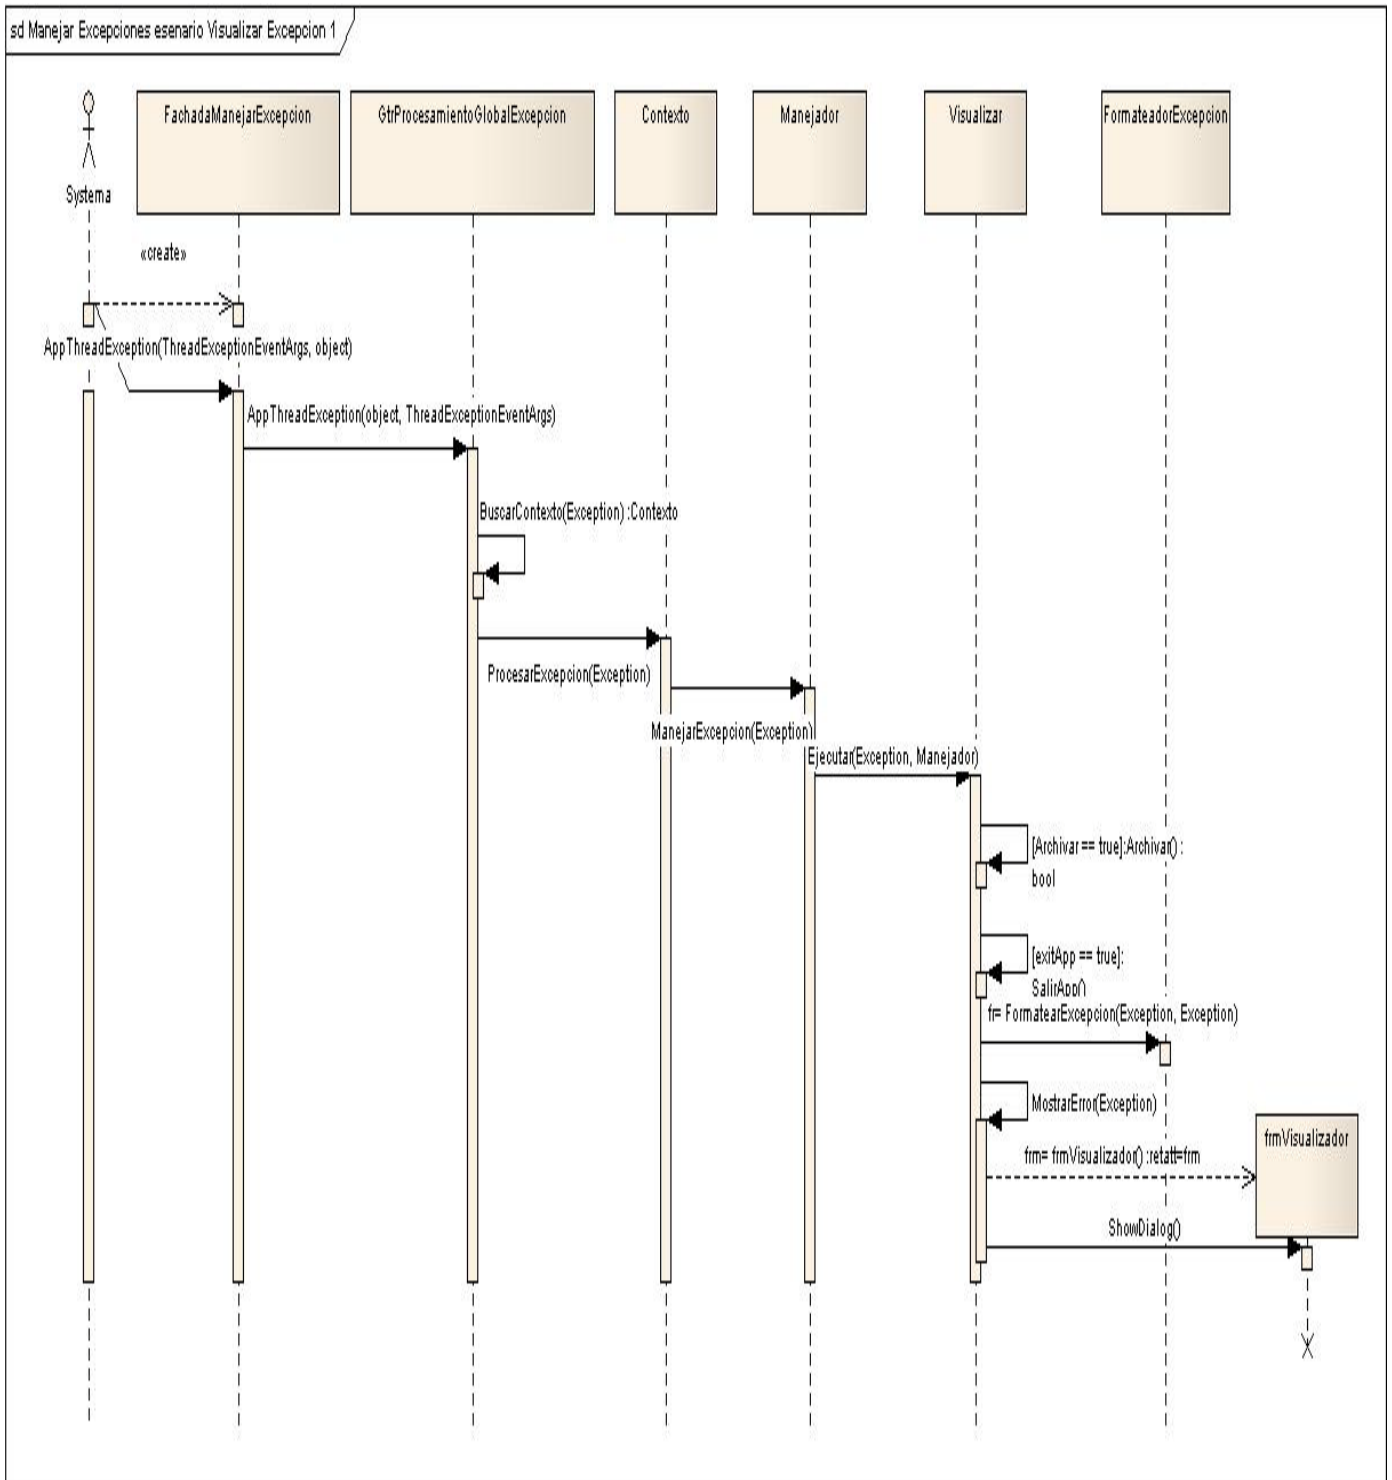 sd Manejar Excepciones esenario Visualizar Excepcion 1
FachadaManejarExcepcion
GtrProcesamientoGlobalExcepcion
Contexto
Manejador
Visualizar
FormateadorExcepcion
Systema
«create»
AppThreadException(ThreadExceptionEventArgs, object)
AppThreadException(object, ThreadExceptionEventArgs)
BuscarContexto(Exception) :Contexto
ProcesarExcepcion(Exception)
ManejarExcepcion(Exception)
Ejecutar(Exception, Manejador)
[Archivar == true]:Archivar() :
bool
[exitApp == true]:
SalirApp()
fr= FormatearExcepcion(Exception, Exception)
MostrarError(Exception)
frmVisualizador
frm= frmVisualizador() :retatt=frm
ShowDialog()